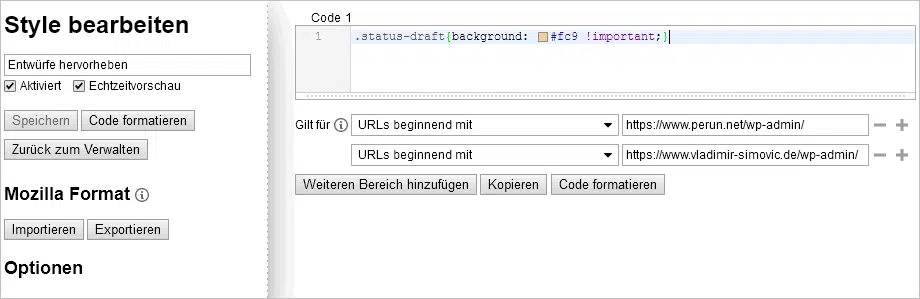 Style bearbeiten
Entwürfe hervorheben
Aktiviert Echtzeitvorschau
Speichern Code formatieren
Zurück zum Verwalten
Mozilla Format
Importieren Exportieren
Optionen
Code 1
1 .status-draft{background: #fc9 !important;}
Gilt für URLs beginnend mit https://www.perun.net/wp-admin/
URLs beginnend mit https://www.vladimir-simovic.de/wp-admin/
Weiteren Bereich hinzufügen Kopieren Code formatieren